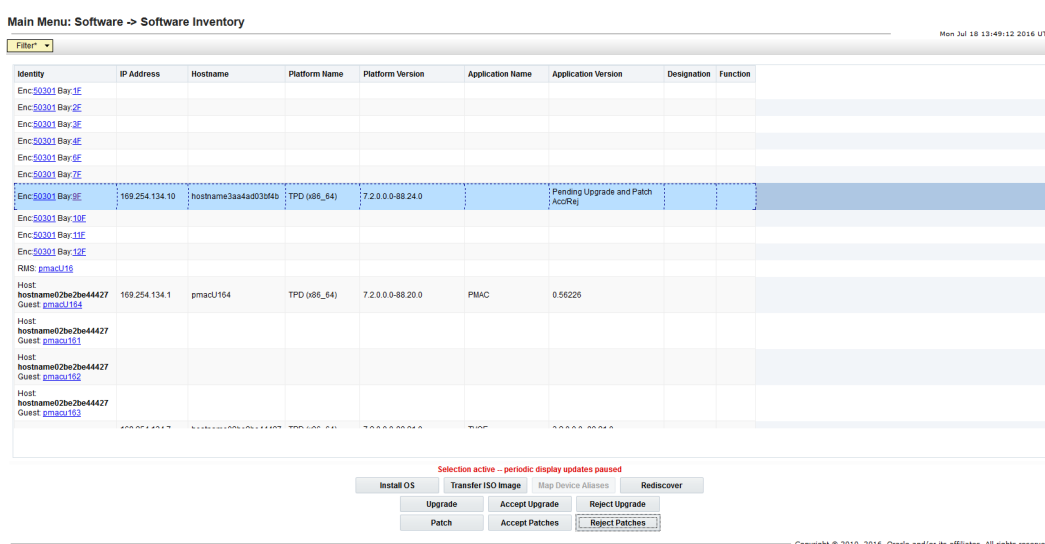 Main Menu: Software -> Software Inventory
Mon Jul 18 13:49:12 2016 UT
Filter*
Identity IP Address Hostname Platform Name Platform Version Application Name Application Version Designation Function
Enc:50301 Bay:1F
Enc:50301 Bay:2F
Enc:50301 Bay:3F
Enc:50301 Bay:4F
Enc:50301 Bay:6F
Enc:50301 Bay:7F
Enc:50301 Bay:9F 169.254.134.10 hostname3aa4ad03bf4b TPD (x86_64) 7.2.0.0.0-88.24.0 Pending Upgrade and Patch
Acc/Rej
Enc:50301 Bay:10F
Enc:50301 Bay:11F
Enc:50301 Bay:12F
RMS: pmacU16
Host:
hostname02be2be44427 169.254.134.1 pmacU164 TPD (x86_64) 7.2.0.0.0-88.20.0 PMAC 0.56226
Guest: pmacU164
Host:
hostname02be2be44427
Guest: pmacu161
Host:
hostname02be2be44427
Guest: pmacu162
Host:
hostname02be2be44427
Guest: pmacu163
Selection active – periodic display updates paused
Install OS Transfer ISO Image Map Device Aliases Rediscover
Upgrade Accept Upgrade Reject Upgrade
Patch Accept Patches Reject Patches